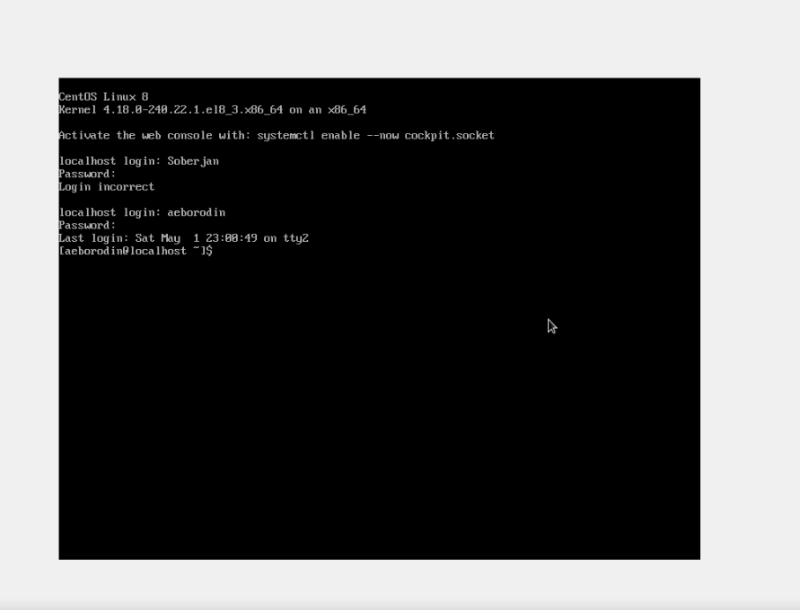 CentOS Linux 8
Kernel 4.18.0-240.22.1.el8_3.x86_64 on an x86_64
Activate the web console with: systemctl enable --now cockpit.socket
localhost login: Soberjan
Password:
Login incorrect
localhost login: aeborodin
Password:
Last login: Sat May  1 23:00:49 on tty2
[aeborodin@localhost ~]$